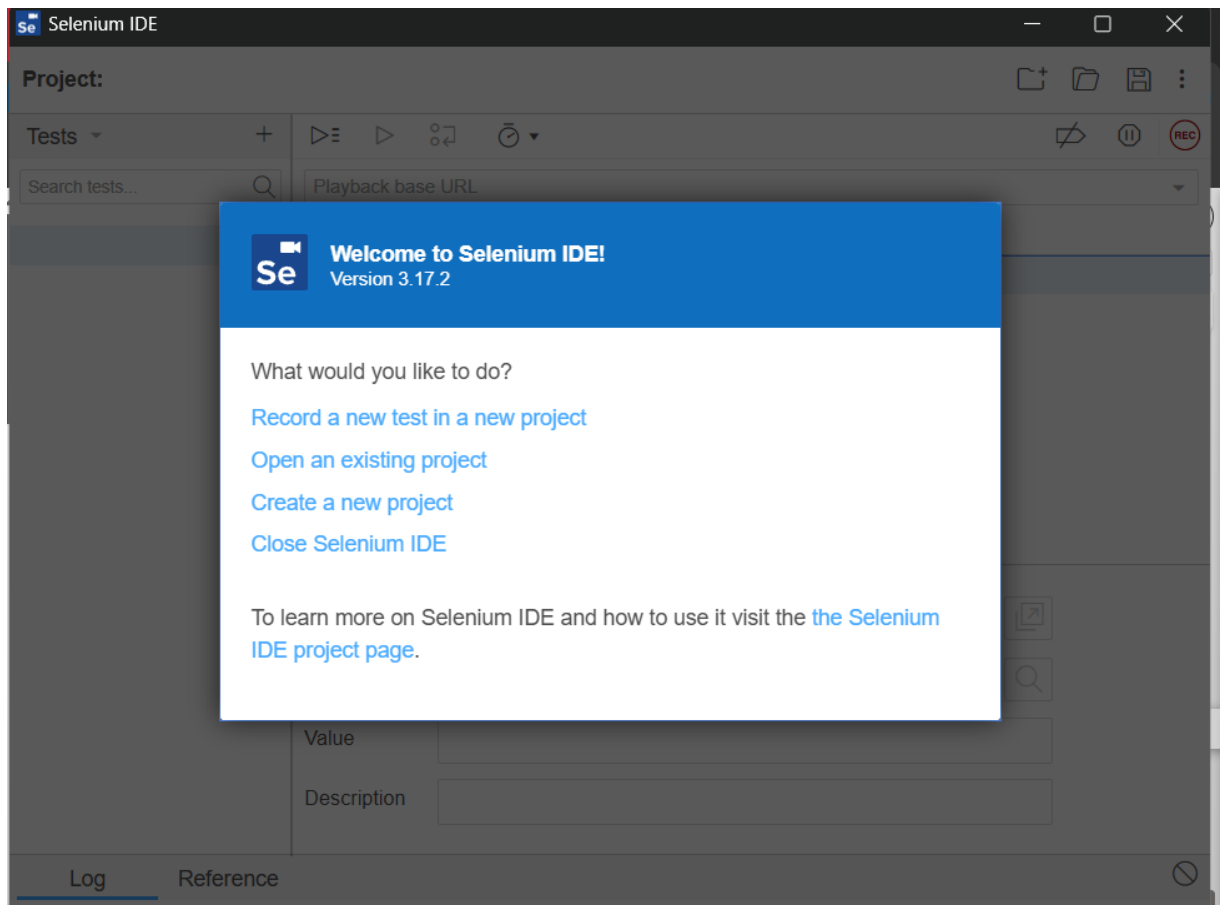 Se Selenium IDE
Project:
Tests
REC
Search tests...
Playback base URL
Se
Welcome to Selenium IDE!
Version 3.17.2
What would you like to do?
Record a new test in a new project
Open an existing project
Create a new project
Close Selenium IDE
To learn more on Selenium IDE and how to use it visit the the Selenium
IDE project page.
Value
Description
Log Reference